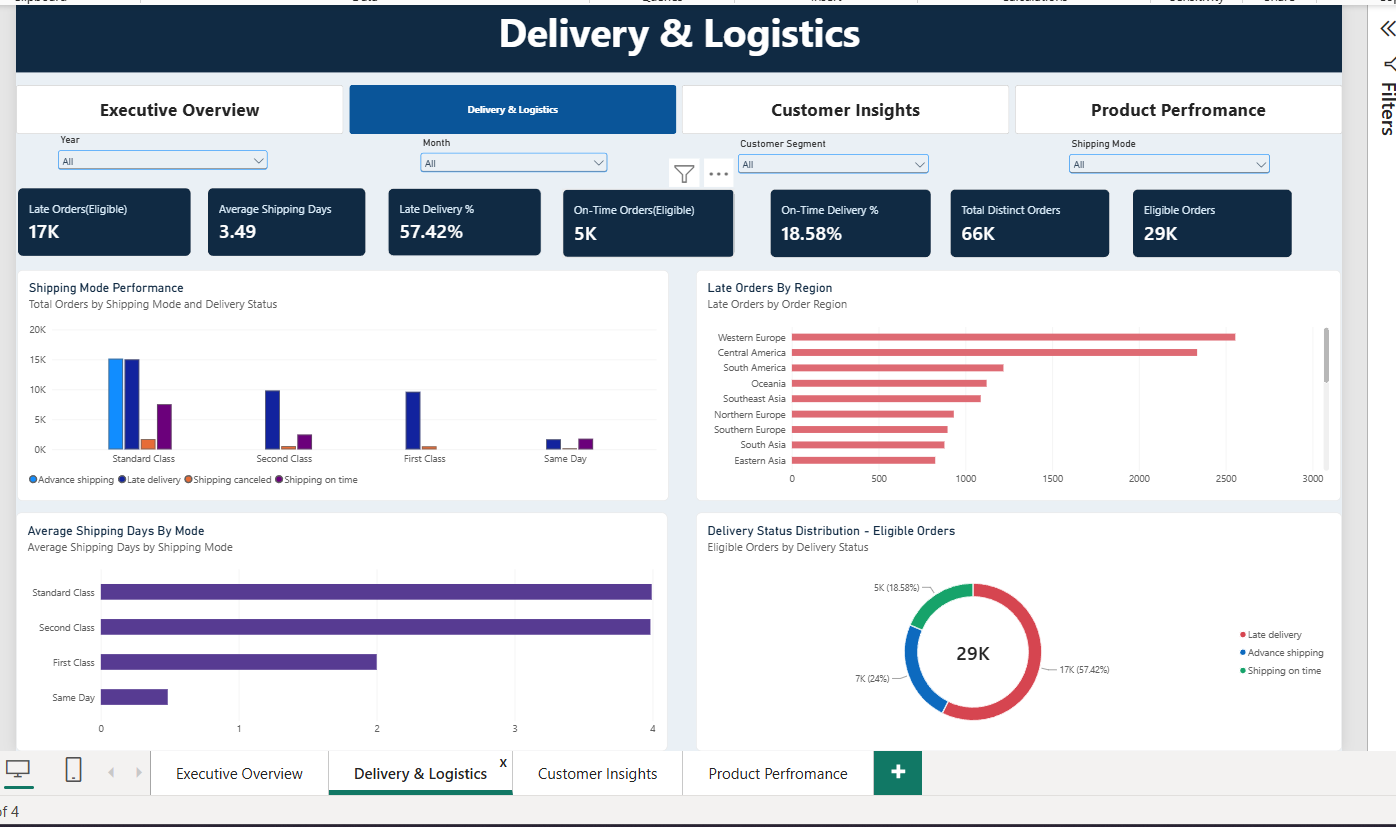 Delivery & Logistics
Executive Overview
Delivery & Logistics
Customer Insights
Product Perfromance
Filters
Year
All
Month
All
Customer Segment
All
Shipping Mode
All
Late Orders(Eligible)
17K
Average Shipping Days
3.49
Late Delivery %
57.42%
On-Time Orders(Eligible)
5K
On-Time Delivery %
18.58%
Total Distinct Orders
66K
Eligible Orders
29K
Shipping Mode Performance
Total Orders by Shipping Mode and Delivery Status
20K
15K
10K
5K
0K
Standard Class
Second Class
First Class
Same Day
Advance shipping
Late delivery
Shipping canceled
Shipping on time
Late Orders By Region
Late Orders by Order Region
Western Europe
Central America
South America
Oceania
Southeast Asia
Northern Europe
Southern Europe
South Asia
Eastern Asia
0 500 1000 1500 2000 2500 3000
Average Shipping Days By Mode
Average Shipping Days by Shipping Mode
Standard Class
Second Class
First Class
Same Day
0 1 2 3 4
Delivery Status Distribution - Eligible Orders
Eligible Orders by Delivery Status
5K (18.58%)
7K (24%)
29K
17K (57.42%)
Late delivery
Advance shipping
Shipping on time
Executive Overview
Delivery & Logistics
x
Customer Insights
Product Perfromance
+
of 4